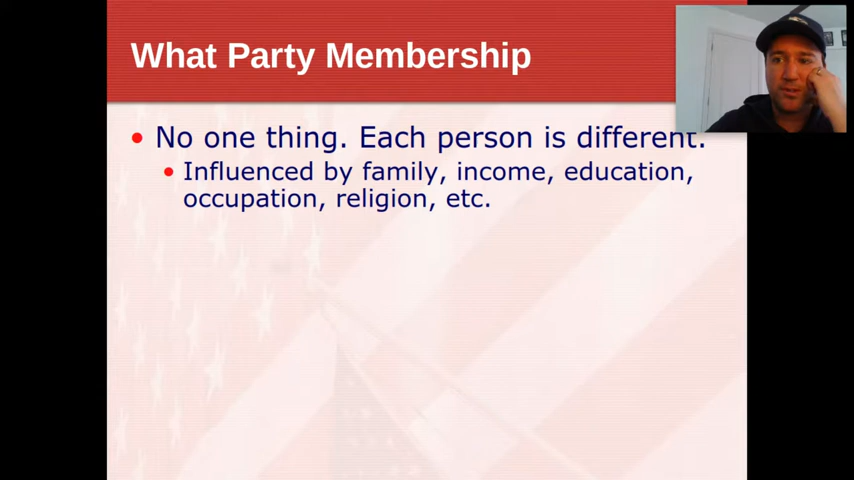 What Party Membership
No one thing. Each person is different.
Influenced by family, income, education,
occupation, religion, etc.